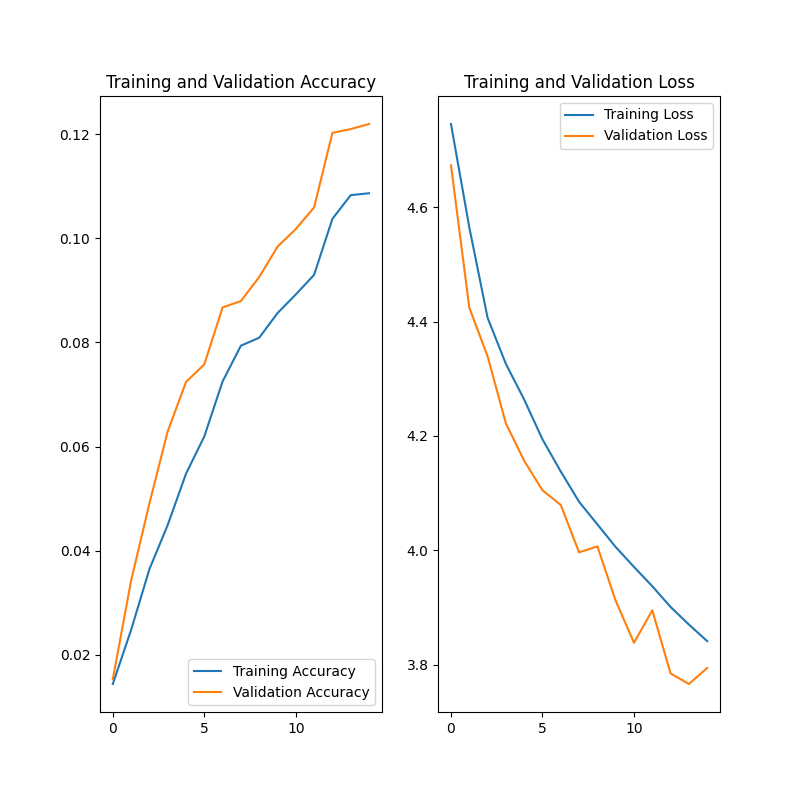 Training and Validation Accuracy
0.12
0.10
0.08
0.06
0.04
0.02
Training Accuracy
Validation Accuracy
0 5 10
Training and Validation Loss
Training Loss
Validation Loss
4.6
4.4
4.2
4.0
3.8
0 5 10